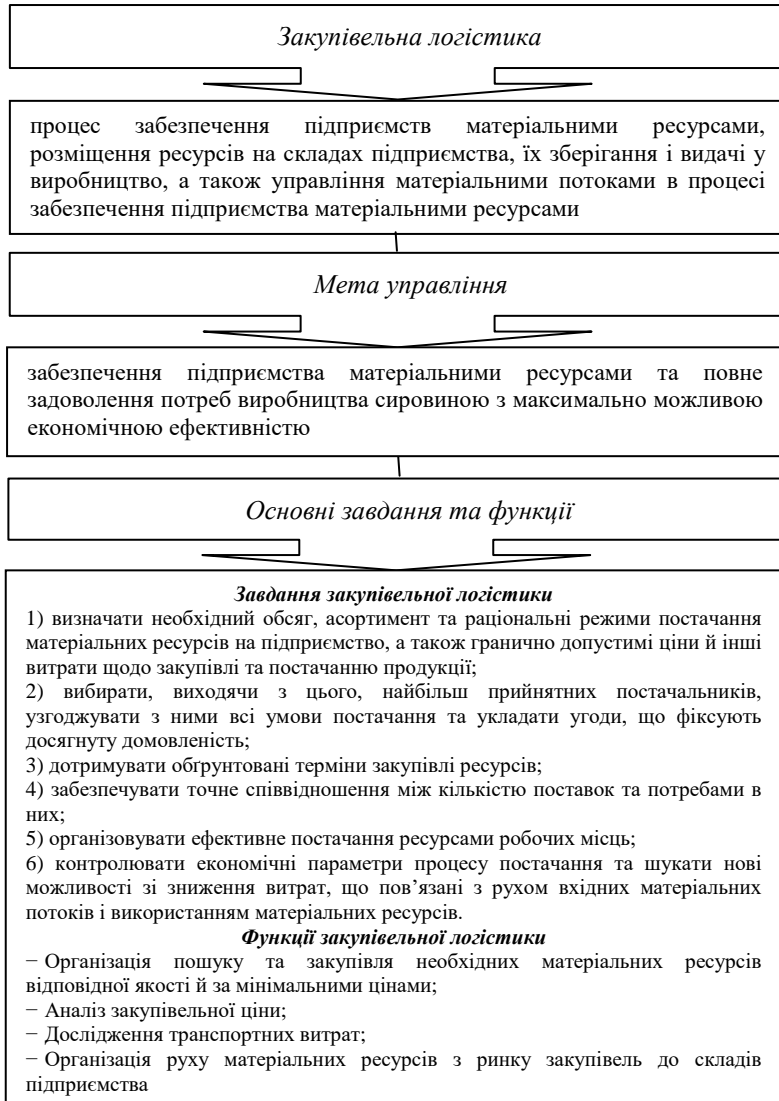 Закупівельна логістика
процес забезпечення підприємств матеріальними ресурсами,
розміщення ресурсів на складах підприємства, їх зберігання і видачі у
виробництво, а також управління матеріальними потоками в процесі
забезпечення підприємства матеріальними ресурсами
Мета управління
забезпечення підприємства матеріальними ресурсами та повне
задоволення потреб виробництва сировиною з максимально можливою
економічною ефективністю
Основні завдання та функції
Завдання закупівельної логістики
1) визначати необхідний обсяг, асортимент та раціональні режими постачання
матеріальних ресурсів на підприємство, а також гранично допустимі ціни й інші
витрати щодо закупівлі та постачанню продукції;
2) вибирати, виходячи з цього, найбільш прийнятних постачальників,
узгоджувати з ними всі умови постачання та укладати угоди, що фіксують
досягнуту домовленість;
3) дотримувати обґрунтовані терміни закупівлі ресурсів;
4) забезпечувати точне співвідношення між кількістю поставок та потребами в
них;
5) організовувати ефективне постачання ресурсами робочих місць;
6) контролювати економічні параметри процесу постачання та шукати нові
можливості зі зниження витрат, що пов’язані з рухом вхідних матеріальних
потоків і використанням матеріальних ресурсів.
Функції закупівельної логістики
− Організація пошуку та закупівля необхідних матеріальних ресурсів
відповідної якості й за мінімальними цінами;
− Аналіз закупівельної ціни;
− Дослідження транспортних витрат;
− Організація руху матеріальних ресурсів з ринку закупівель до складів
підприємства